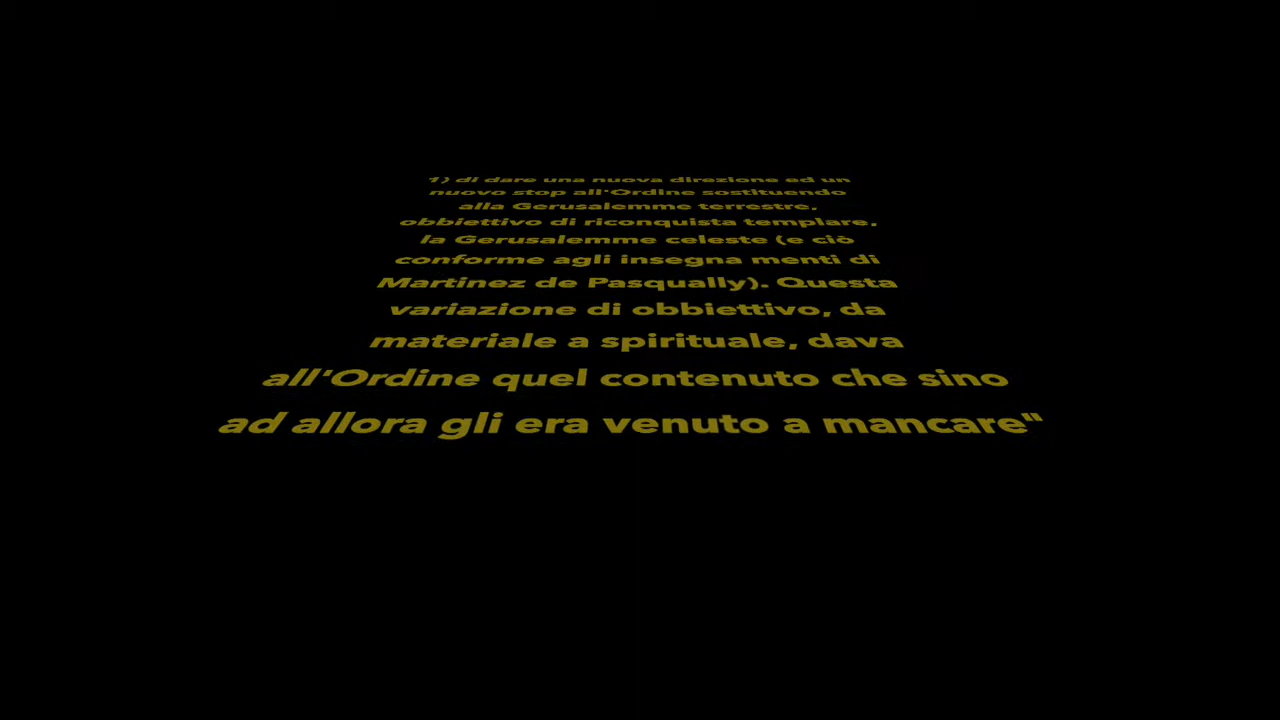 1) di dare una nuova direzione ed un
nuovo stop all'Ordine sostituendo
alla Gerusalemme terrestre,
obbiettivo di riconquista templare,
la Gerusalemme celeste (e ciò
conforme agli insegna menti di
Martinez de Pasqually). Questa
variazione di obbiettivo, da
materiale a spirituale, dava
all'Ordine quel contenuto che sino
ad allora gli era venuto a mancare"